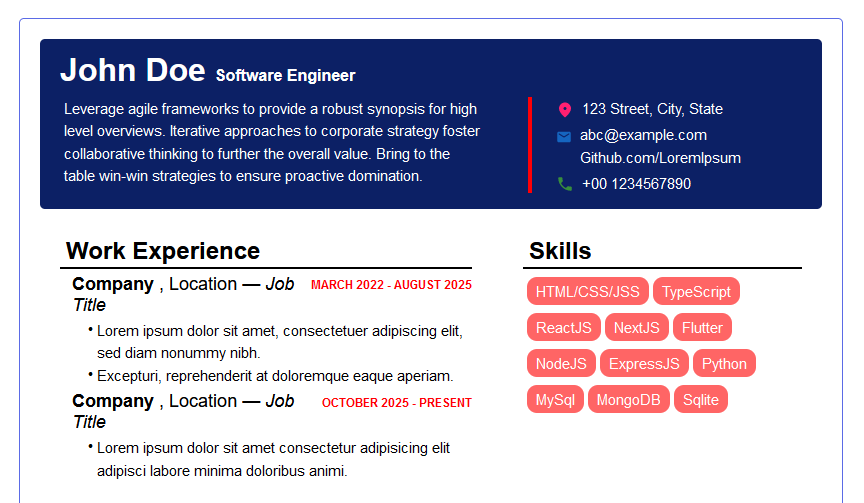 John Doe Software Engineer
Leverage agile frameworks to provide a robust synopsis for high
level overviews. Iterative approaches to corporate strategy foster
collaborative thinking to further the overall value. Bring to the
table win-win strategies to ensure proactive domination.
123 Street, City, State
abc@example.com
Github.com/LoremIpsum
+00 1234567890
Work Experience
Company , Location — Job MARCH 2022 - AUGUST 2025
Title
• Lorem ipsum dolor sit amet, consectetuer adipiscing elit,
sed diam nonummy nibh.
• Excepturi, reprehenderit at doloremque eaque aperiam.
Company , Location — Job OCTOBER 2025 - PRESENT
Title
• Lorem ipsum dolor sit amet consectetur adipisicing elit
adipisci labore minima doloribus animi.
Skills
HTML/CSS/JSS TypeScript
ReactJS NextJS Flutter
NodeJS ExpressJS Python
MySql MongoDB Sqlite